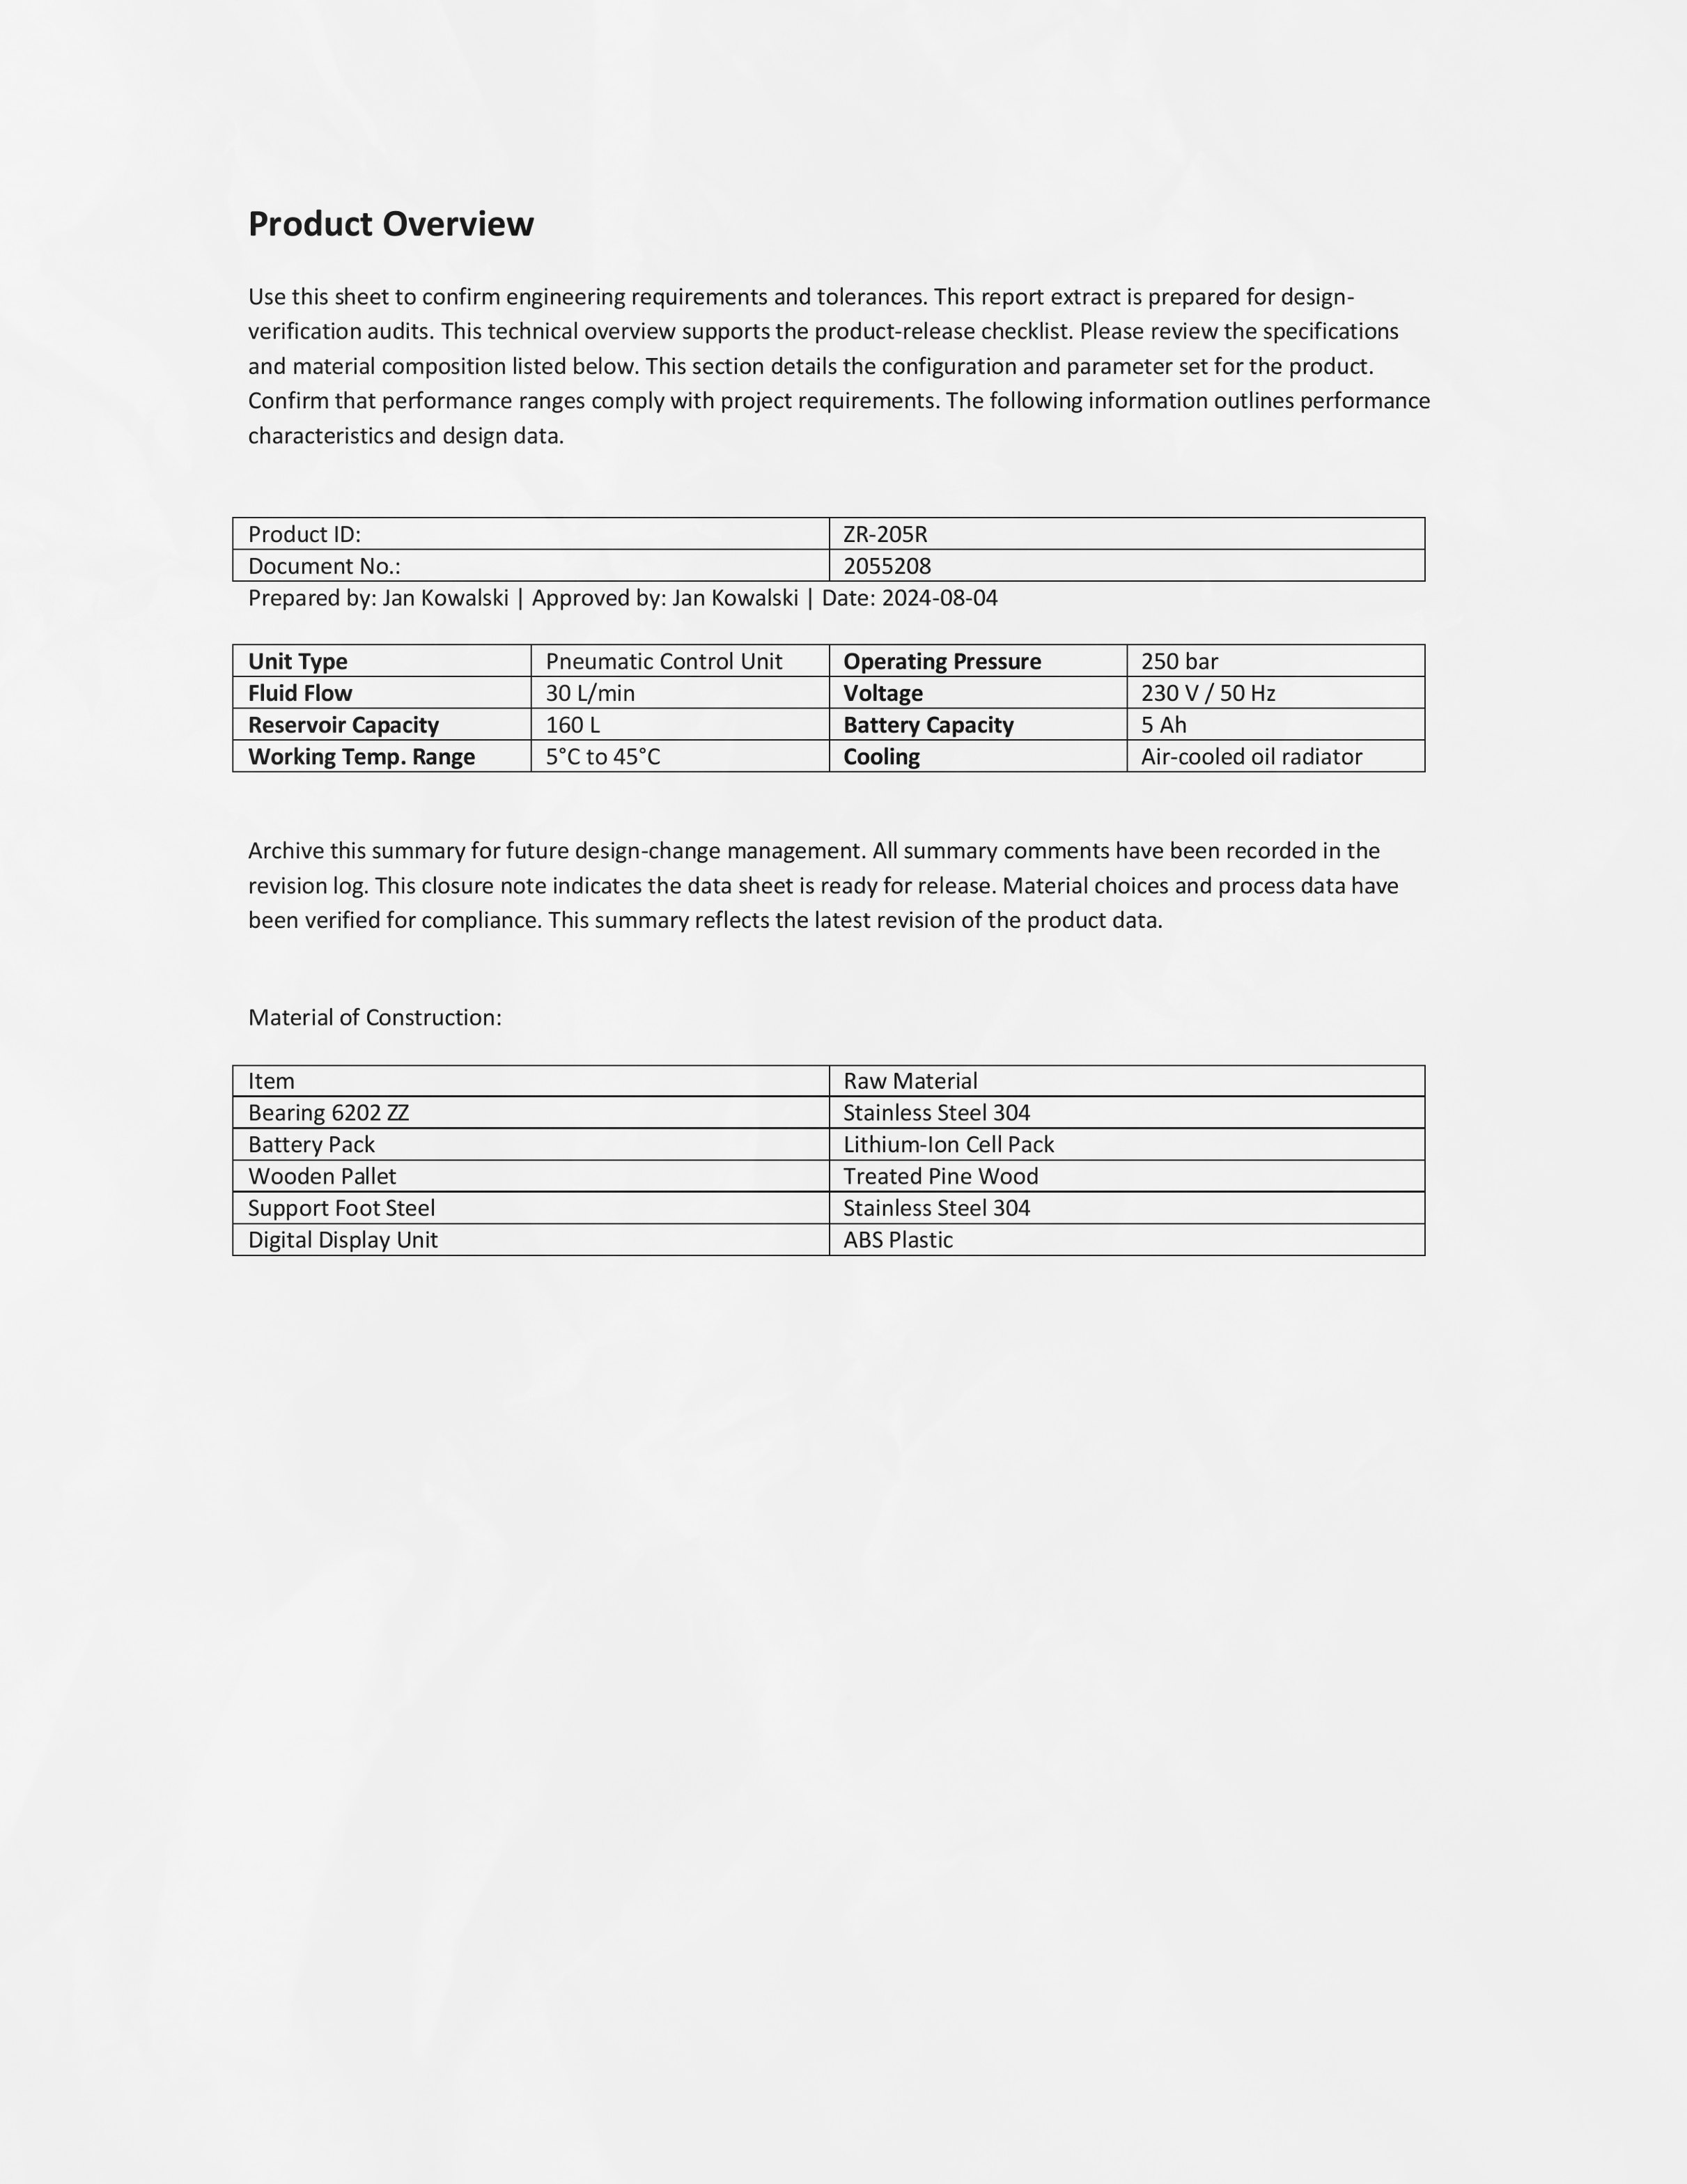 Product Overview
Use this sheet to confirm engineering requirements and tolerances. This report extract is prepared for design-
verification audits. This technical overview supports the product-release checklist. Please review the specifications
and material composition listed below. This section details the configuration and parameter set for the product.
Confirm that performance ranges comply with project requirements. The following information outlines performance
characteristics and design data.
Product ID: ZR-205R
Document No.: 2055208
Prepared by: Jan Kowalski | Approved by: Jan Kowalski | Date: 2024-08-04
Unit Type Pneumatic Control Unit Operating Pressure 250 bar
Fluid Flow 30 L/min Voltage 230 V / 50 Hz
Reservoir Capacity 160 L Battery Capacity 5 Ah
Working Temp. Range 5°C to 45°C Cooling Air-cooled oil radiator
Archive this summary for future design-change management. All summary comments have been recorded in the
revision log. This closure note indicates the data sheet is ready for release. Material choices and process data have
been verified for compliance. This summary reflects the latest revision of the product data.
Material of Construction:
Item Raw Material
Bearing 6202 ZZ Stainless Steel 304
Battery Pack Lithium-Ion Cell Pack
Wooden Pallet Treated Pine Wood
Support Foot Steel Stainless Steel 304
Digital Display Unit ABS Plastic